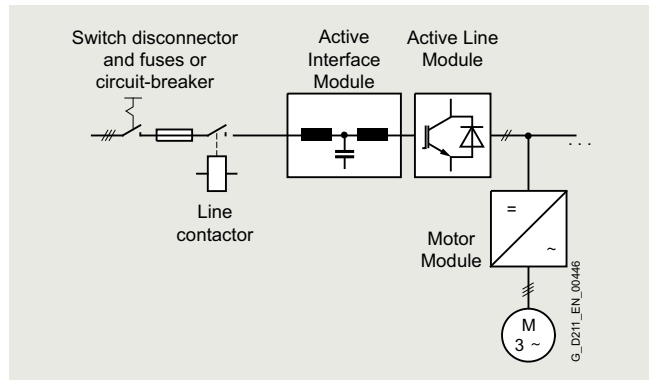 Switch disconnector
and fuses or
circuit-breaker
Active
Interface
Module
Active Line
Module
Line
contactor
. . .
=
~
Motor
Module
M
3 ~
G_D211_EN_00446